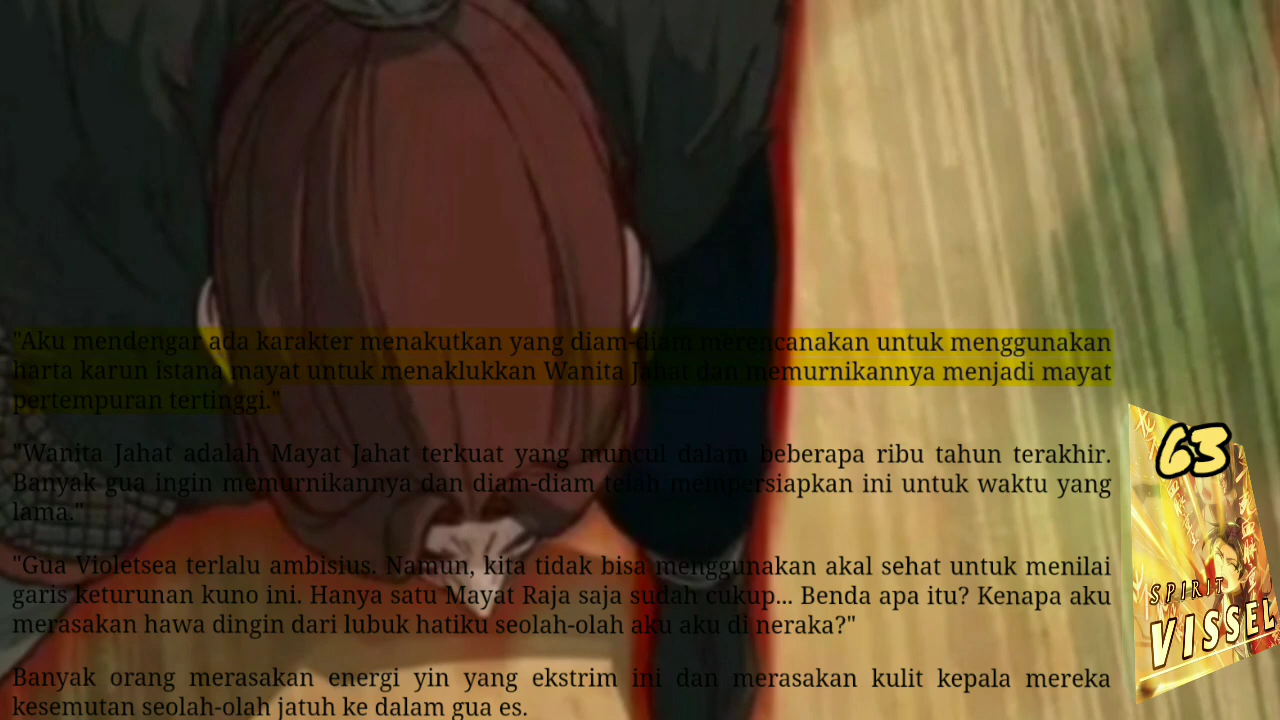 "Aku mendengar ada karakter menakutkan yang diam-diam merencanakan untuk menggunakan
harta karun istana mayat untuk menaklukkan Wanita Jahat dan memurnikannya menjadi mayat
pertempuran tertinggi."
"Wanita Jahat adalah Mayat Jahat terkuat yang muncul dalam beberapa ribu tahun terakhir.
Banyak gua ingin memurnikannya dan diam-diam telah mempersiapkan ini untuk waktu yang
lama."
"Gua Violetsea terlalu ambisius. Namun, kita tidak bisa menggunakan akal sehat untuk menilai
garis keturunan kuno ini. Hanya satu Mayat Raja saja sudah cukup... Benda apa itu? Kenapa aku
merasakan hawa dingin dari lubuk hatiku seolah-olah aku aku di neraka?"
Banyak orang merasakan energi yin yang ekstrim ini dan merasakan kulit kepala mereka
kesemutan seolah-olah jatuh ke dalam gua es.
63
SPIRIT
VISSEL